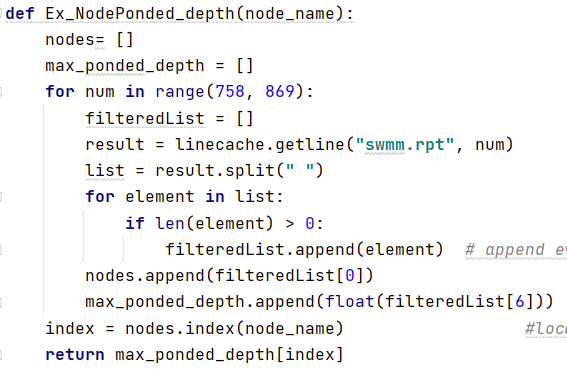 def Ex_NodePonded_depth(node_name):
    nodes= []
    max_ponded_depth = []
    for num in range(758, 869):
        filteredList = []
        result = linecache.getline("swmm.rpt", num)
        list = result.split(" ")
        for element in list:
            if len(element) > 0:
                filteredList.append(element)  # append ev
        nodes.append(filteredList[0])
        max_ponded_depth.append(float(filteredList[6]))
    index = nodes.index(node_name)                  #loca
    return max_ponded_depth[index]